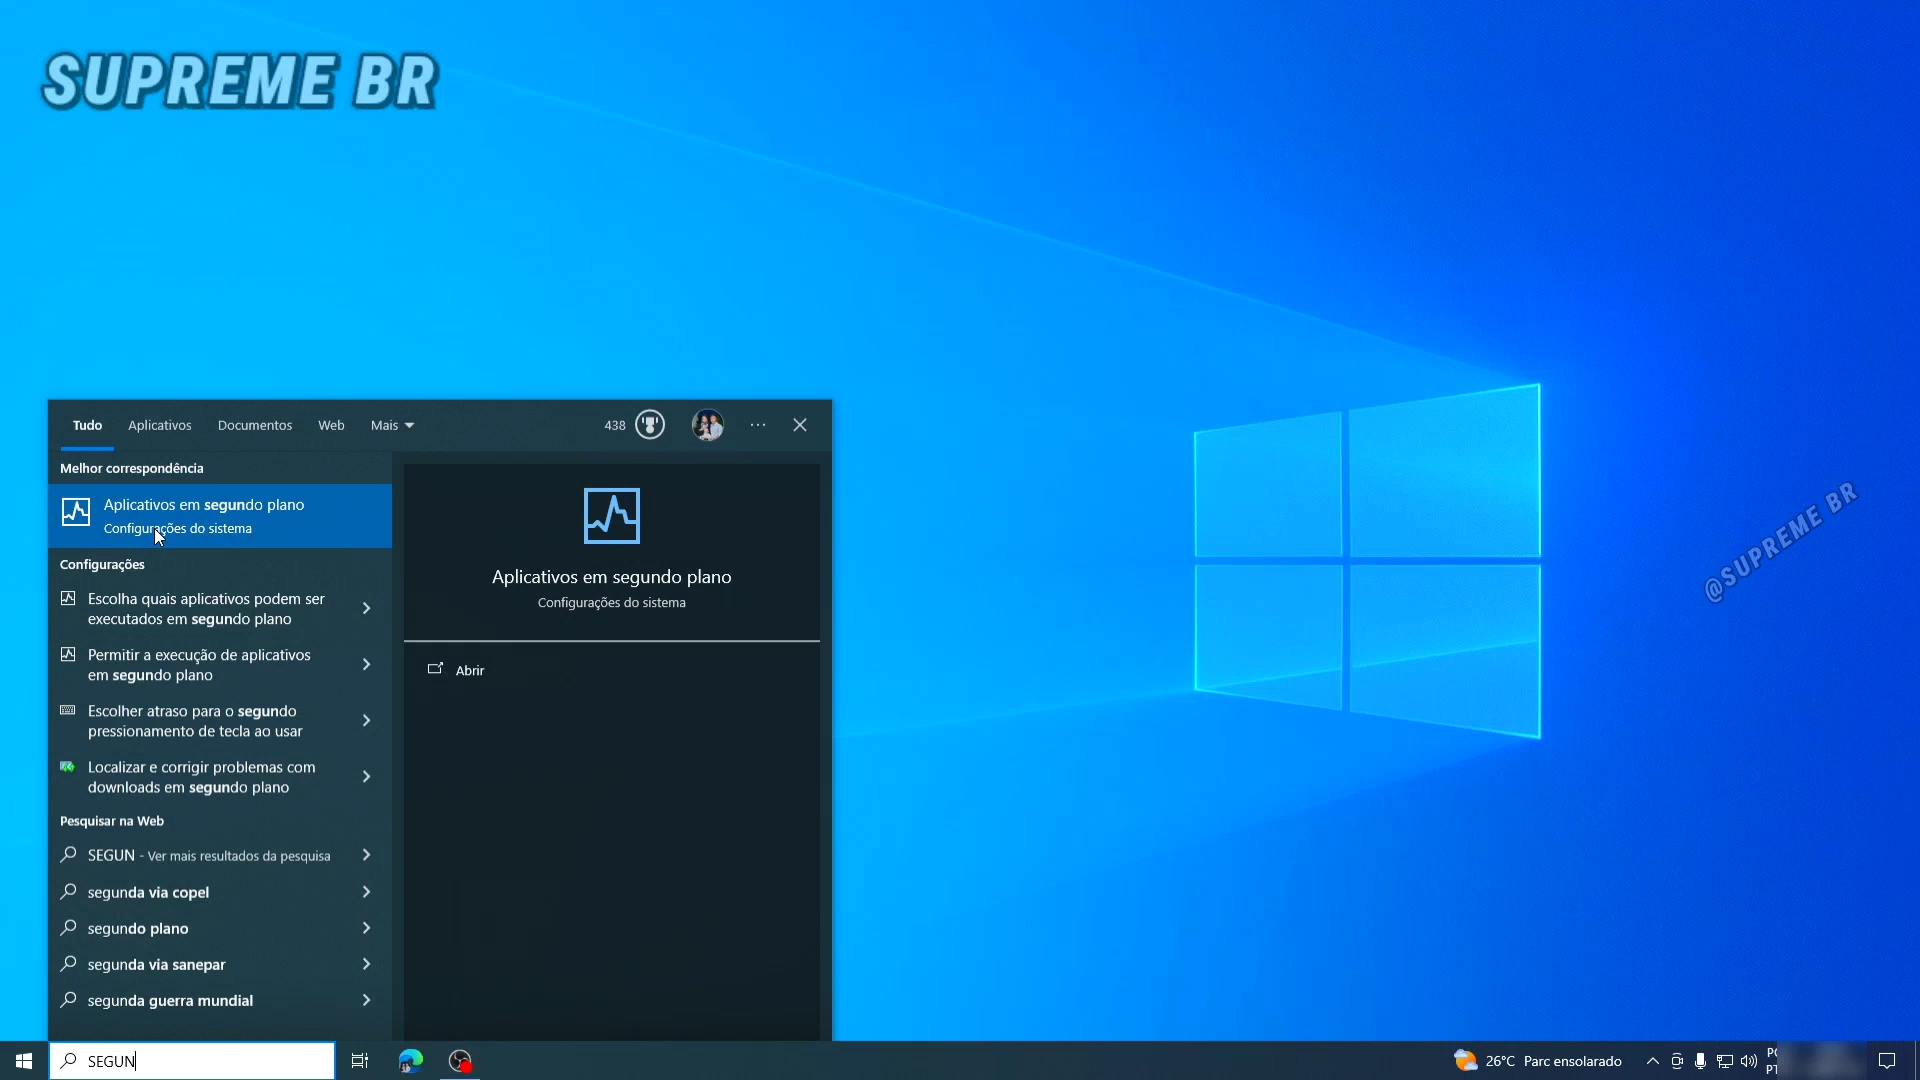 SUPREME BR
Tudo
Aplicativos
Documentos
Web
Mais
438
Melhor correspondência
Aplicativos em segundo plano
Configurações do sistema
Configurações
Escolha quais aplicativos podem ser
executados em segundo plano
Permitir a execução de aplicativos
em segundo plano
Escolher atraso para o segundo
pressionamento de tecla ao usar
Localizar e corrigir problemas com
downloads em segundo plano
Pesquisar na Web
SEGUN - Ver mais resultados da pesquisa
segunda via copel
segundo plano
segunda via sanepar
segunda guerra mundial
Aplicativos em segundo plano
Configurações do sistema
Abrir
@SUPREME BR
SEGUN
26°C Parc ensolarado